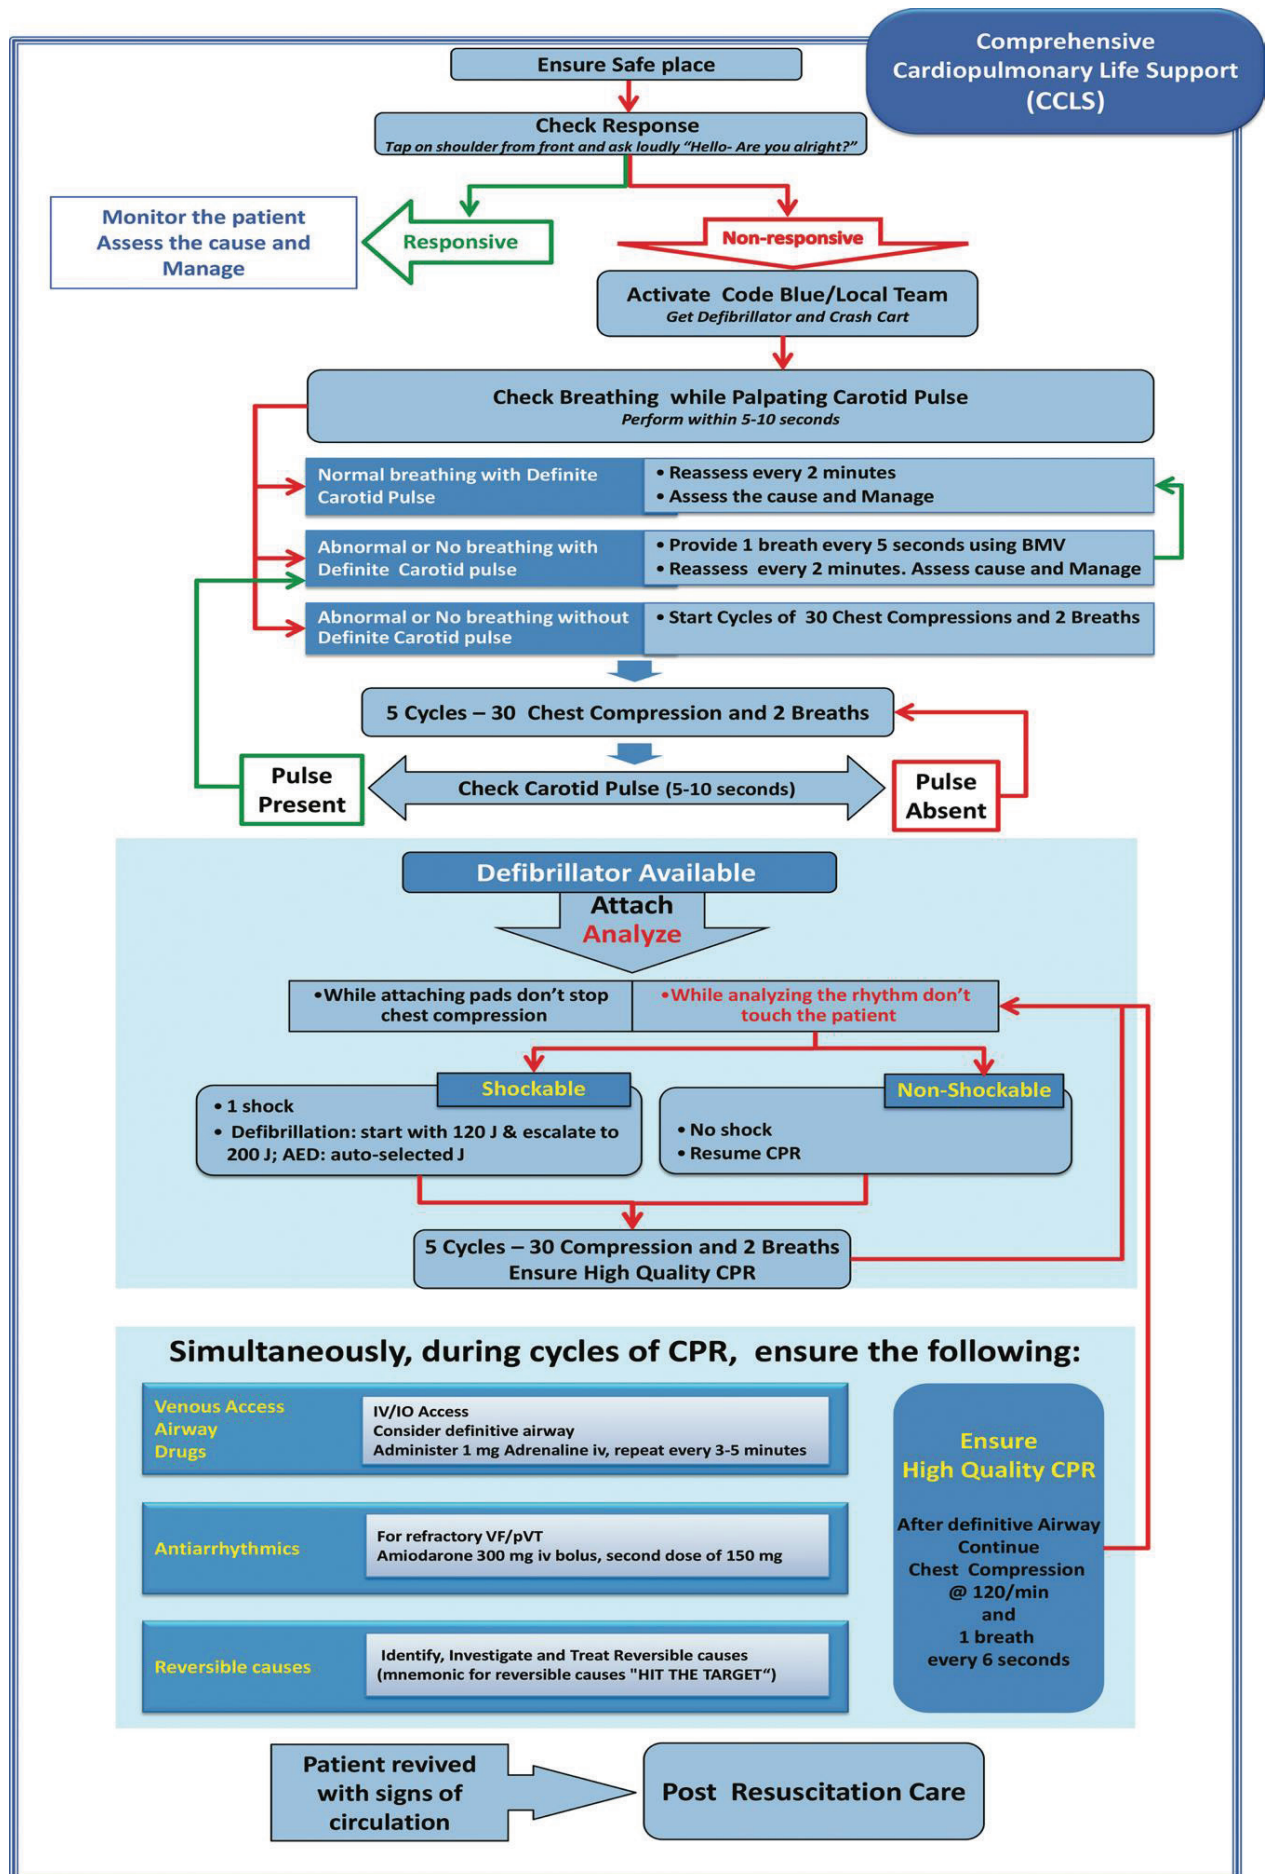 Comprehensive
Cardiopulmonary Life Support
(CCLS)
Ensure Safe place
Check Response
Tap on shoulder from front and ask loudly “Hello- Are you alright?”
Monitor the patient
Assess the cause and
Manage
Responsive
Non-responsive
Activate Code Blue/Local Team
Get Defibrillator and Crash Cart
Check Breathing while Palpating Carotid Pulse
Perform within 5-10 seconds
Normal breathing with Definite
Carotid Pulse
• Reassess every 2 minutes
• Assess the cause and Manage
Abnormal or No breathing with
Definite Carotid pulse
• Provide 1 breath every 5 seconds using BMV
• Reassess every 2 minutes. Assess cause and Manage
Abnormal or No breathing without
Definite Carotid pulse
• Start Cycles of 30 Chest Compressions and 2 Breaths
5 Cycles – 30 Chest Compression and 2 Breaths
Pulse
Present
Check Carotid Pulse (5-10 seconds)
Pulse
Absent
Defibrillator Available
Attach
Analyze
•While attaching pads don’t stop
chest compression
•While analyzing the rhythm don’t
touch the patient
Shockable
• 1 shock
• Defibrillation: start with 120 J & escalate to
200 J; AED: auto-selected J
Non-Shockable
• No shock
• Resume CPR
5 Cycles – 30 Compression and 2 Breaths
Ensure High Quality CPR
Simultaneously, during cycles of CPR, ensure the following:
Venous Access
Airway
Drugs
IV/IO Access
Consider definitive airway
Administer 1 mg Adrenaline iv, repeat every 3-5 minutes
Antiarrhythmics
For refractory VF/pVT
Amiodarone 300 mg iv bolus, second dose of 150 mg
Reversible causes
Identify, Investigate and Treat Reversible causes
(mnemonic for reversible causes "HIT THE TARGET“)
Ensure
High Quality CPR
After definitive Airway
Continue
Chest Compression
@ 120/min
and
1 breath
every 6 seconds
Patient revived
with signs of
circulation
Post Resuscitation Care